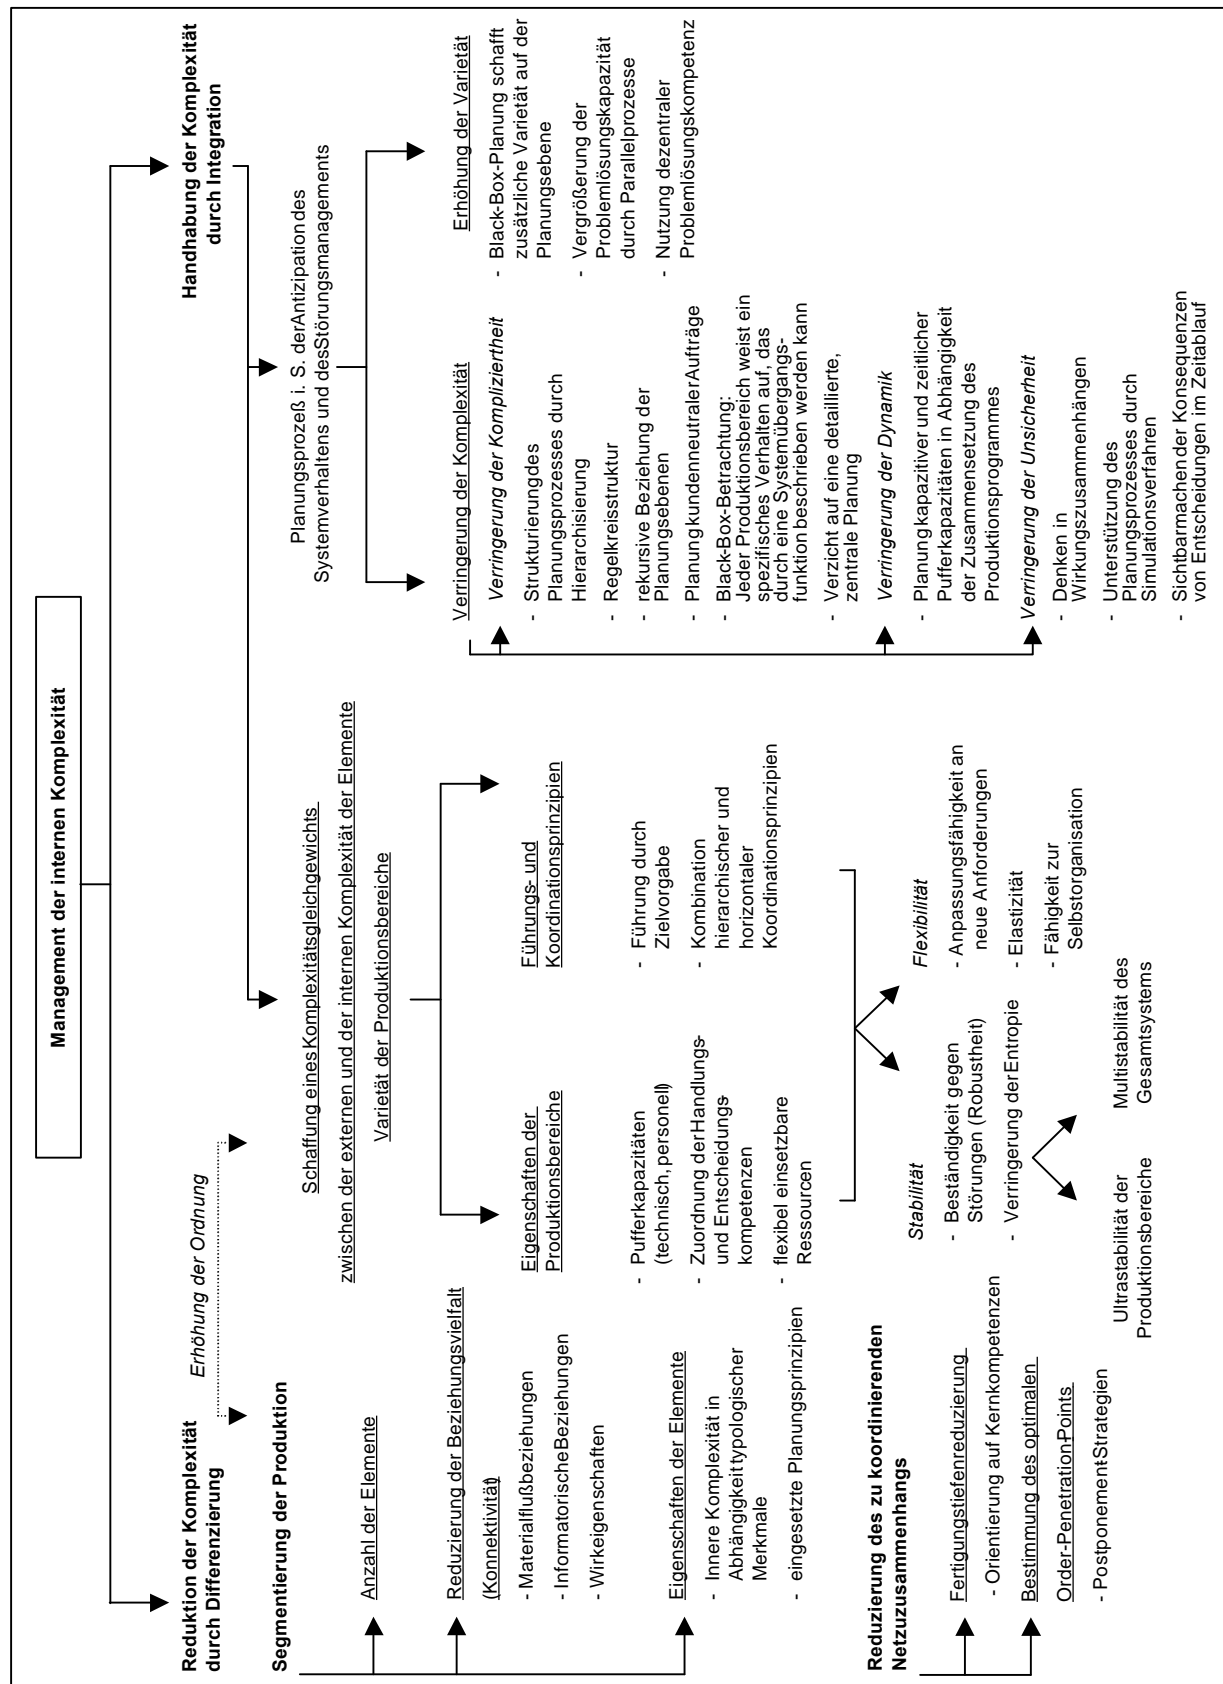 Management der internen Komplexität
Reduktion der Komplexität
durch Differenzierung
Erhöhung der Ordnung
Handhabung der Komplexität
durch Integration
Segmentierung der Produktion
Anzahl der Elemente
Reduzierung der Beziehungsvielfalt
(Konnektivität)
- Materialflußbeziehungen
- Informatorische Beziehungen
- Wirkeigenschaften
Eigenschaften der Elemente
- Innere Komplexität in
Abhängigkeit typologischer
Merkmale
- eingesetzte Planungsprinzipien
Reduzierung des zu koordinierenden
Netzzusammenhangs
Fertigungstiefenreduzierung
- Orientierung auf Kernkompetenzen
Bestimmung des optimalen
Order-Penetration-Points
- Postponement-Strategien
Schaffung eines Komplexitätsgleichgewichts
zwischen der externen und der internen Komplexität der Elemente
Varietät der Produktionsbereiche
Eigenschaften der
Produktionsbereiche
- Pufferkapazitäten
(technisch, personell)
- Zuordnung der Handlungs-
und Entscheidungs-
kompetenzen
- flexibel einsetzbare
Ressourcen
Führungs- und
Koordinationsprinzipien
- Führung durch
Zielvorgabe
- Kombination
hierarchischer und
horizontaler
Koordinationsprinzipien
Stabilität
- Beständigkeit gegen
Störungen (Robustheit)
- Verringerung der Entropie
Ultrastabilität der
Produktionsbereiche
Multistabilität des
Gesamtsystems
Flexibilität
- Anpassungsfähigkeit an
neue Anforderungen
- Elastizität
- Fähigkeit zur
Selbstorganisation
Planungsprozeß i. S. der Antizipation des
Systemverhaltens und des Störungsmanagements
Verringerung der Komplexität
Verringerung der Kompliziertheit
- Strukturierung des
Planungsprozesses durch
Hierarchisierung
- Regelkreisstruktur
- rekursive Beziehung der
Planungsebenen
- Planung kundenneutraler Aufträge
- Black-Box-Betrachtung:
Jeder Produktionsbereich weist ein
spezifisches Verhalten auf, das
durch eine Systemübergangs-
funktion beschrieben werden kann
- Verzicht auf eine detaillierte,
zentrale Planung
Verringerung der Dynamik
- Planung kapazitiver und zeitlicher
Pufferkapazitäten in Abhängigkeit
der Zusammensetzung des
Produktionsprogrammes
Verringerung der Unsicherheit
- Denken in
Wirkungszusammenhängen
- Unterstützung des
Planungsprozesses durch
Simulationsverfahren
- Sichtbarmachen der Konsequenzen
von Entscheidungen im Zeitablauf
Erhöhung der Varietät
- Black-Box-Planung schafft
zusätzliche Varietät auf der
Planungsebene
- Vergrößerung der
Problemlösungskapazität
durch Parallelprozesse
- Nutzung dezentraler
Problemlösungskompetenz